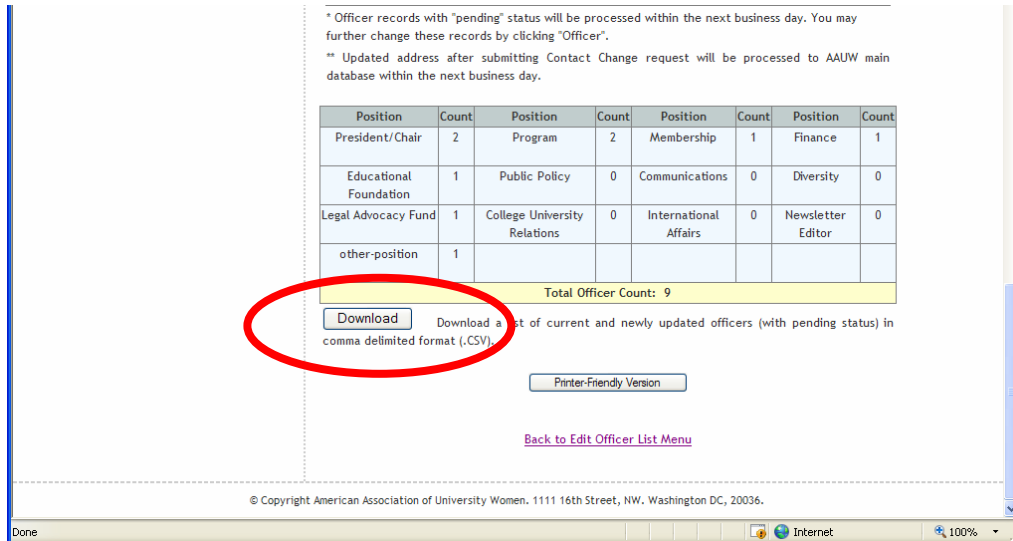 * Officer records with "pending" status will be processed within the next business day. You may
further change these records by clicking "Officer".
** Updated address after submitting Contact Change request will be processed to AAUW main
database within the next business day.
Position Count Position Count Position Count Position Count
President/Chair 2 Program 2 Membership 1 Finance 1
Educational Foundation 1 Public Policy 0 Communications 0 Diversity 0
Legal Advocacy Fund 1 College University Relations 0 International Affairs 0 Newsletter Editor 0
other-position 1
Total Officer Count: 9
Download Download a list of current and newly updated officers (with pending status) in
comma delimited format (.CSV).
Printer-Friendly Version
Back to Edit Officer List Menu
© Copyright American Association of University Women. 1111 16th Street, NW. Washington DC, 20036.
Done Internet 100%